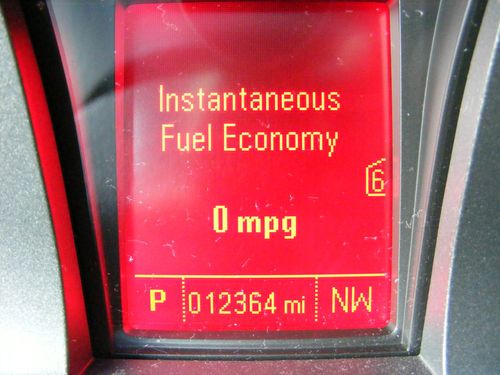 Instantaneous
Fuel Economy
6
0 mpg
P 012364 mi NW